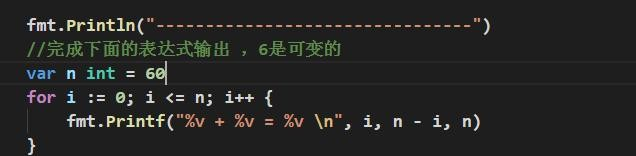 fmt.Println("--------------------------------")
//完成下面的表达式输出 ，6是可变的
var n int = 60
for i := 0; i <= n; i++ {
fmt.Printf("%v + %v = %v \n", i, n - i, n)
}